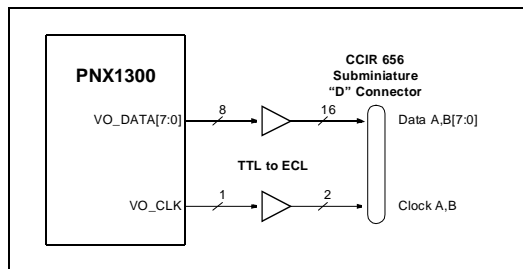 CCIR 656
Subminiature
“D” Connector
PNX1300
VO_DATA[7:0]
8
16
Data A,B[7:0]
TTL to ECL
VO_CLK
1
2
Clock A,B